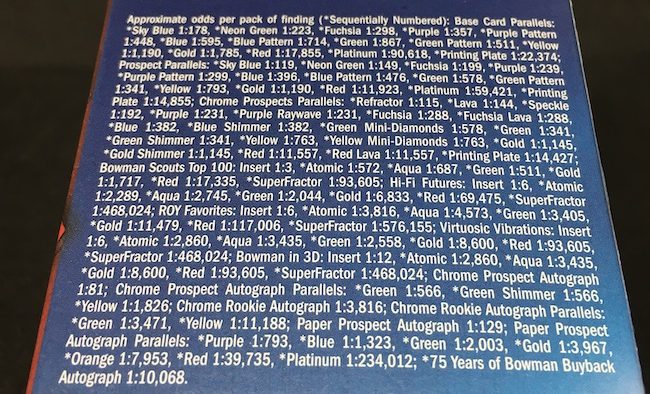 Approximate odds per pack of finding (*Sequentially Numbered): Base Card Parallels:
*Sky Blue 1:178, *Neon Green 1:223, *Fuchsia 1:298, *Purple 1:357, *Purple Pattern
1:448, *Blue 1:595, *Blue Pattern 1:714, *Green 1:867, *Green Pattern 1:511, *Yellow
1:1,190, *Gold 1:1,785, *Red 1:17,855, *Platinum 1:90,618, *Printing Plate 1:22,374;
Prospect Parallels: *Sky Blue 1:119, *Neon Green 1:149, *Fuchsia 1:199, *Purple 1:239,
*Purple Pattern 1:299, *Blue 1:396, *Blue Pattern 1:476, *Green 1:578, *Green Pattern
1:341, *Yellow 1:793, *Gold 1:1,190, *Red 1:11,923, *Platinum 1:59,421, *Printing
Plate 1:14,855; Chrome Prospects Parallels: *Refractor 1:115, *Lava 1:144, *Speckle
1:192, *Purple 1:231, *Purple Raywave 1:231, *Fuchsia 1:288, *Fuchsia Lava 1:288,
*Blue 1:382, *Blue Shimmer 1:382, *Green Mini-Diamonds 1:578, *Green 1:341,
*Green Shimmer 1:341, *Yellow 1:763, *Yellow Mini-Diamonds 1:763, *Gold 1:1,145,
*Gold Shimmer 1:1,145, *Red 1:11,557, *Red Lava 1:11,557, *Printing Plate 1:14,427;
Bowman Scouts Top 100: Insert 1:3, *Atomic 1:572, *Aqua 1:687, *Green 1:511, *Gold
1:1,717, *Red 1:17,335, *SuperFractor 1:93,605; Hi-Fi Futures: Insert 1:6, *Atomic
1:2,289, *Aqua 1:2,745, *Green 1:2,044, *Gold 1:6,833, *Red 1:69,475, *SuperFractor
1:468,024; ROY Favorites: Insert 1:6, *Atomic 1:3,816, *Aqua 1:4,573, *Green 1:3,405,
*Gold 1:11,479, *Red 1:117,006, *SuperFractor 1:576,155; Virtuosic Vibrations: Insert
1:6, *Atomic 1:2,860, *Aqua 1:3,435, *Green 1:2,558, *Gold 1:8,600, *Red 1:93,605,
*SuperFractor 1:468,024; Bowman in 3D: Insert 1:12, *Atomic 1:2,860, *Aqua 1:3,435,
*Gold 1:8,600, *Red 1:93,605, *SuperFractor 1:468,024; Chrome Prospect Autograph
1:81; Chrome Prospect Autograph Parallels: *Green 1:566, *Green Shimmer 1:566,
*Yellow 1:1,826; Chrome Rookie Autograph 1:3,816; Chrome Rookie Autograph Parallels:
*Green 1:3,471, *Yellow 1:11,188; Paper Prospect Autograph 1:129; Paper Prospect
Autograph Parallels: *Purple 1:793, *Blue 1:1,323, *Green 1:2,003, *Gold 1:3,967,
*Orange 1:7,953, *Red 1:39,735, *Platinum 1:234,012; *75 Years of Bowman Buyback
Autograph 1:10,068.